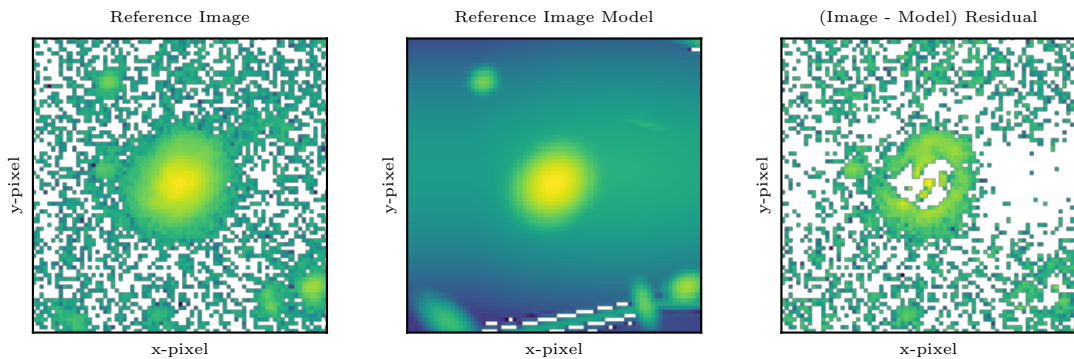 Reference Image
Reference Image Model
(Image - Model) Residual
y-pixel
y-pixel
y-pixel
x-pixel
x-pixel
x-pixel